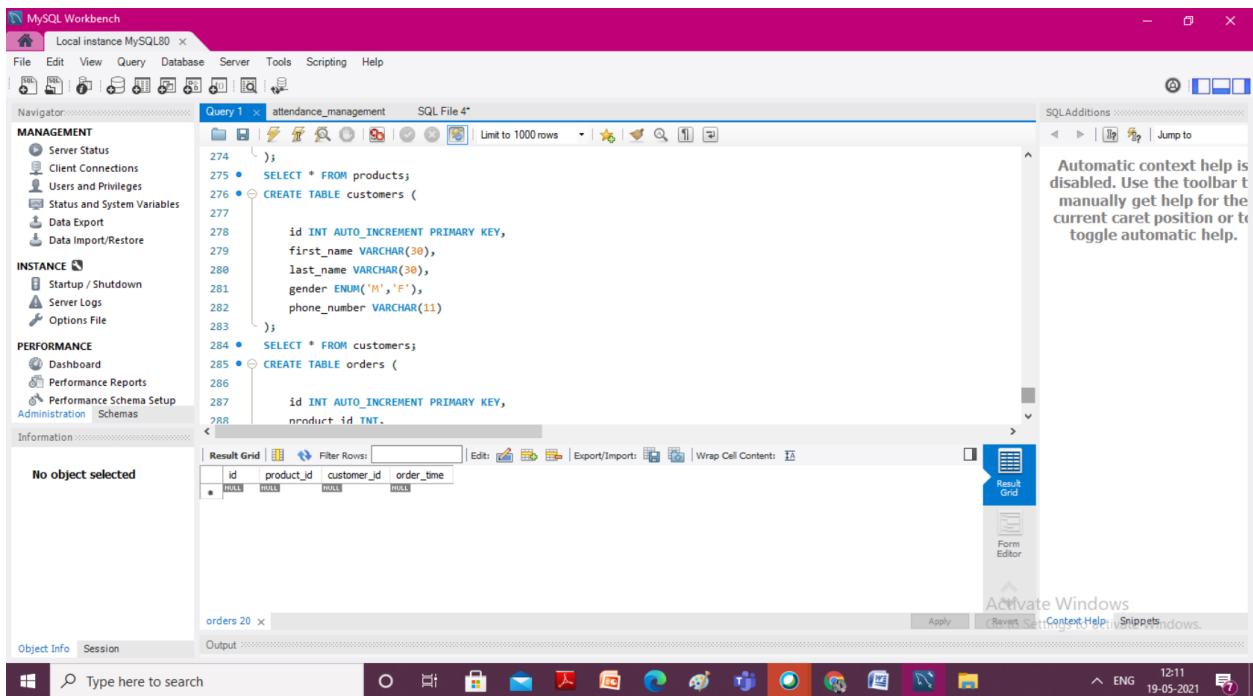 MySQL Workbench
Local instance MySQL80
File Edit View Query Database Server Tools Scripting Help
Navigator
MANAGEMENT
Server Status
Client Connections
Users and Privileges
Status and System Variables
Data Export
Data Import/Restore
INSTANCE
Startup / Shutdown
Server Logs
Options File
PERFORMANCE
Dashboard
Performance Reports
Performance Schema Setup
Administration Schemas
Information
No object selected
Object Info Session
Query 1 attendance_management SQL File 4*
Limit to 1000 rows
274 );
275 SELECT * FROM products;
276 CREATE TABLE customers (
277
278 id INT AUTO_INCREMENT PRIMARY KEY,
279 first_name VARCHAR(30),
280 last_name VARCHAR(30),
281 gender ENUM('M','F'),
282 phone_number VARCHAR(11)
283 );
284 SELECT * FROM customers;
285 CREATE TABLE orders (
286
287 id INT AUTO_INCREMENT PRIMARY KEY,
288 product_id INT,
Result Grid Filter Rows: Edit: Export/Import: Wrap Cell Content:
id product_id customer_id order_time
NULL NULL NULL NULL
Result
Grid
Form
Editor
orders 20 Apply Revert
Output
SQLAdditions
Jump to
Automatic context help is
disabled. Use the toolbar t
manually get help for the
current caret position or to
toggle automatic help.
Activate Windows
Go to Settings to activate Windows.
Context Help Snippets
Type here to search
ENG
12:11
19-05-2021
7